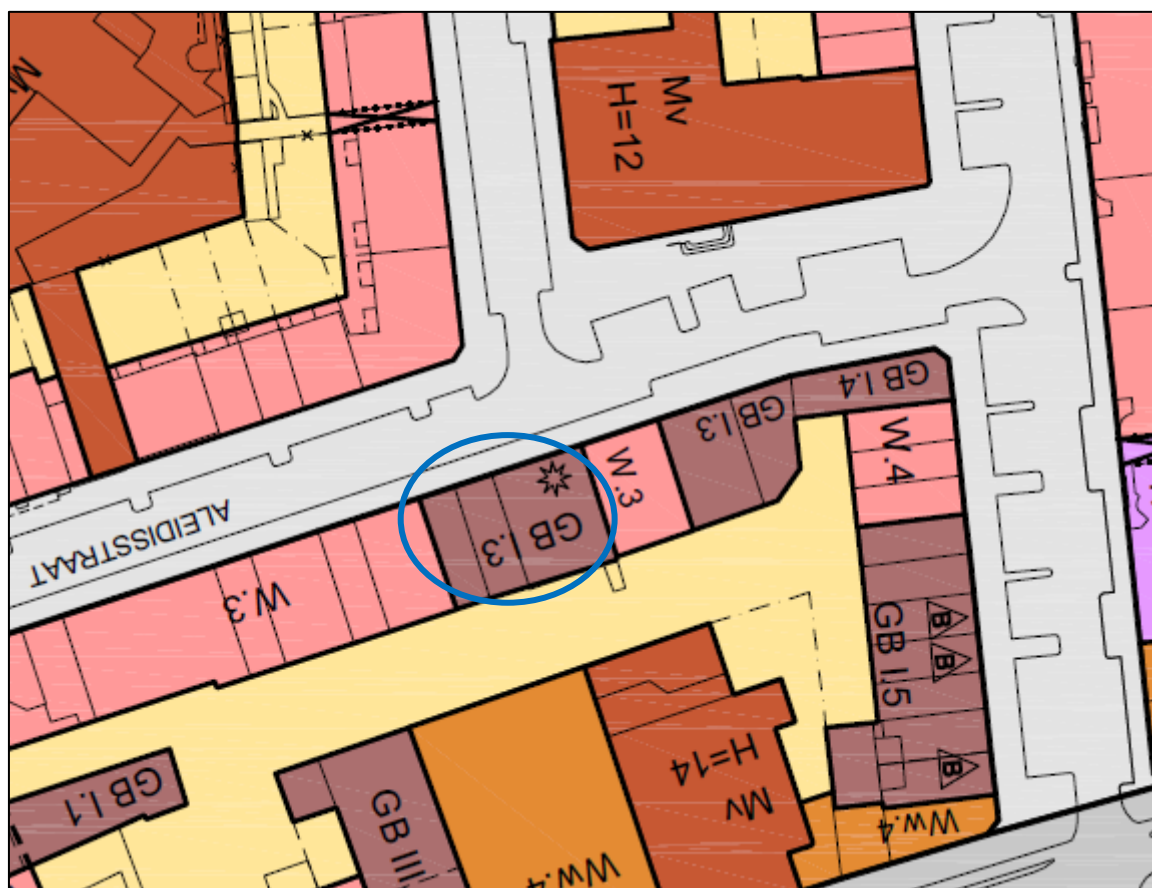 Mv
H=12
GB I.4
GB I.3
W.4
W.3
GB I.3
ALEIDISSTRAAT
W.3
GB I.5
B
B
B
GB I.1
GB III
Mv
H=14
Ww.4
Ww.4